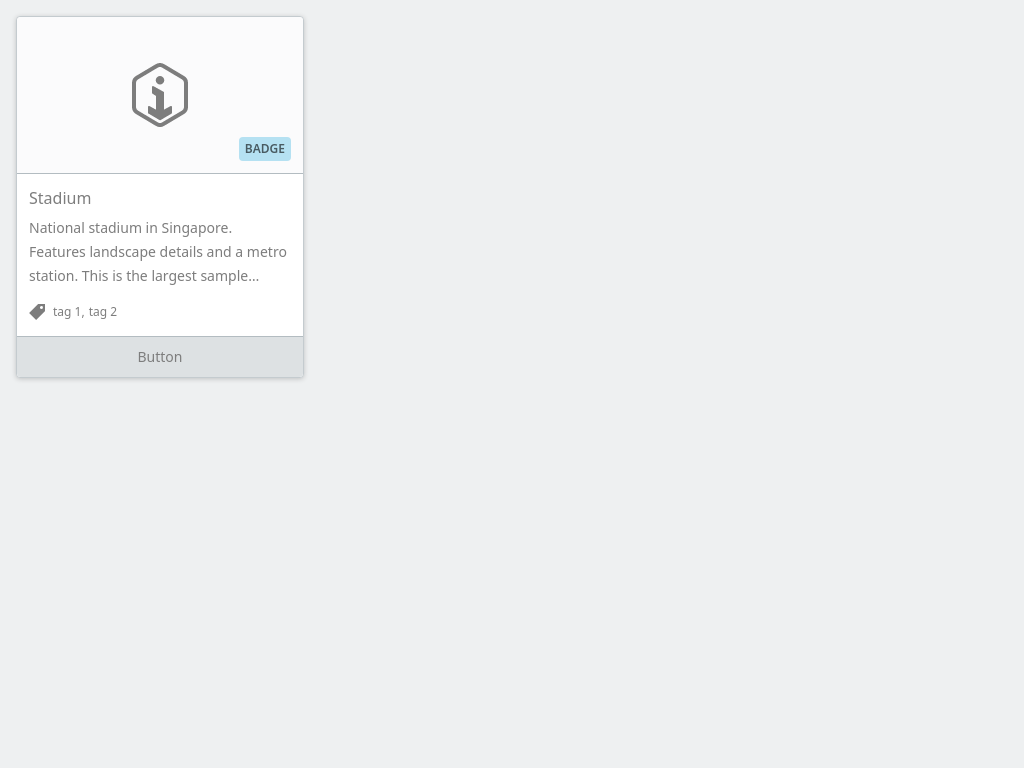 BADGE
Stadium
National stadium in Singapore.
Features landscape details and a metro
station. This is the largest sample...
tag 1, tag 2
Button